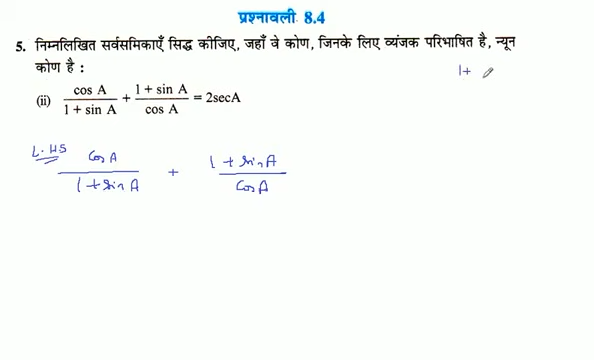 प्रश्नावली 8.4
5. निम्नलिखित सर्वसमिकाएँ सिद्ध कीजिए, जहाँ वे कोण, जिनके लिए व्यंजक परिभाषित है, न्यून
कोण है :
1+
(ii) cos A / 1 + sin A + 1 + sin A / cos A = 2secA
L.H.S cos A / 1 + sin A + 1 + sin A / cos A